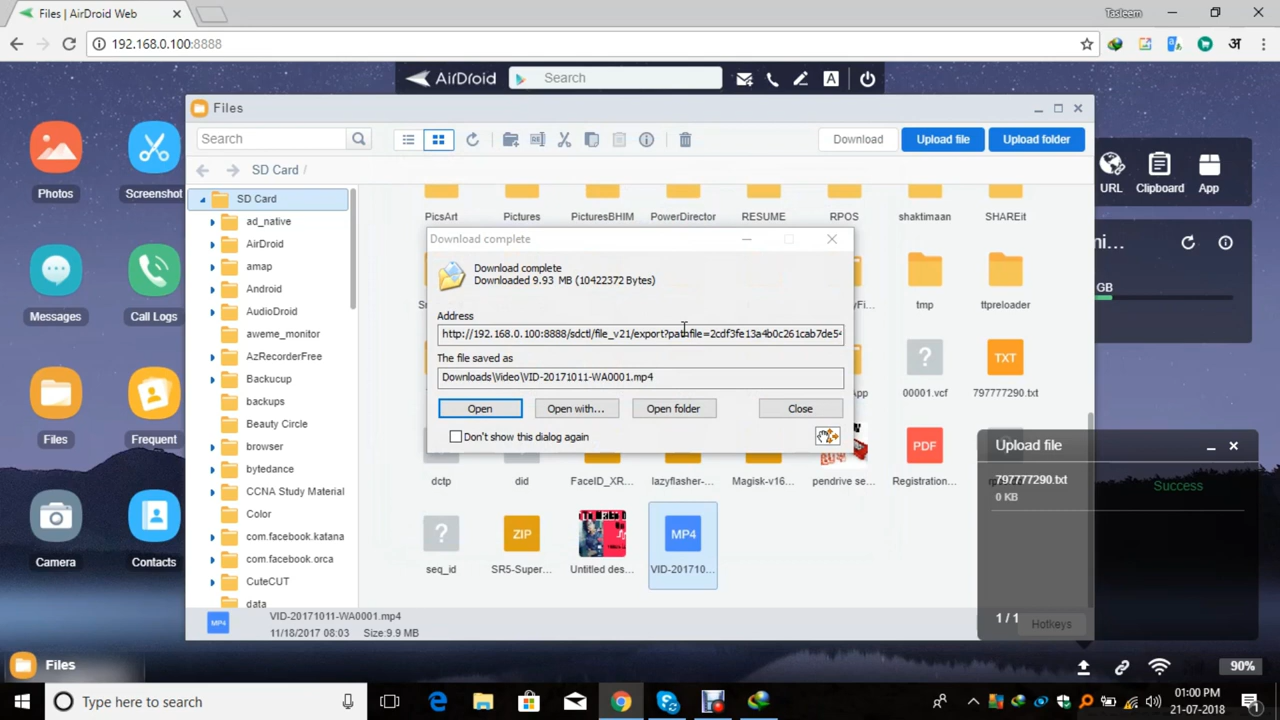 Files | AirDroid Web
Tasleem
192.168.0.100:8888
अ
AirDroid
Search
A
Files
Search
Download
Upload file
Upload folder
SD Card /
Photos
Screenshot
Messages
Call Logs
Files
Frequent
Camera
Contacts
SD Card
ad_native
AirDroid
amap
Android
AudioDroid
aweme_monitor
AzRecorderFree
Backucup
backups
Beauty Circle
browser
bytedance
CCNA Study Material
Color
com.facebook.katana
com.facebook.orca
CuteCUT
data
PicsArt
Pictures
PicturesBHIM
PowerDirector
RESUME
RPOS
shaktimaan
SHAREit
tmp
ttpreloader
?
TXT
00001.vcf
797777290.txt
PDF
dctp
did
FaceID_XR...
lazyflasher-...
Magisk-v16...
pendrive se...
Registration...
?
ZIP
MP4
seq_id
SR5-Super...
Untitled des...
VID-201710...
Download complete
Download complete
Downloaded 9.93 MB (10422372 Bytes)
Address
http://192.168.0.100:8888/sdctl/file_v21/export?pathfile=2cdf3fe13a4b0c261cab7de5
The file saved as
Downloads\Video\VID-20171011-WA0001.mp4
Open
Open with...
Open folder
Close
Don't show this dialog again
URL
Clipboard
App
mi...
GB
Upload file
797777290.txt
0 KB
Success
1 / 1
Hotkeys
MP4
VID-20171011-WA0001.mp4
11/18/2017 08:03 Size:9.9 MB
Files
90%
Type here to search
01:00 PM
21-07-2018
1